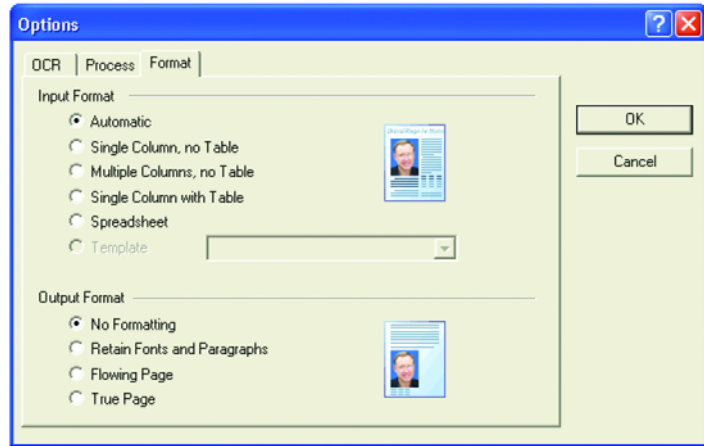 Options
OCR Process Format
Input Format
Automatic
Single Column, no Table
Multiple Columns, no Table
Single Column with Table
Spreadsheet
Template
Output Format
No Formatting
Retain Fonts and Paragraphs
Flowing Page
True Page
OK
Cancel